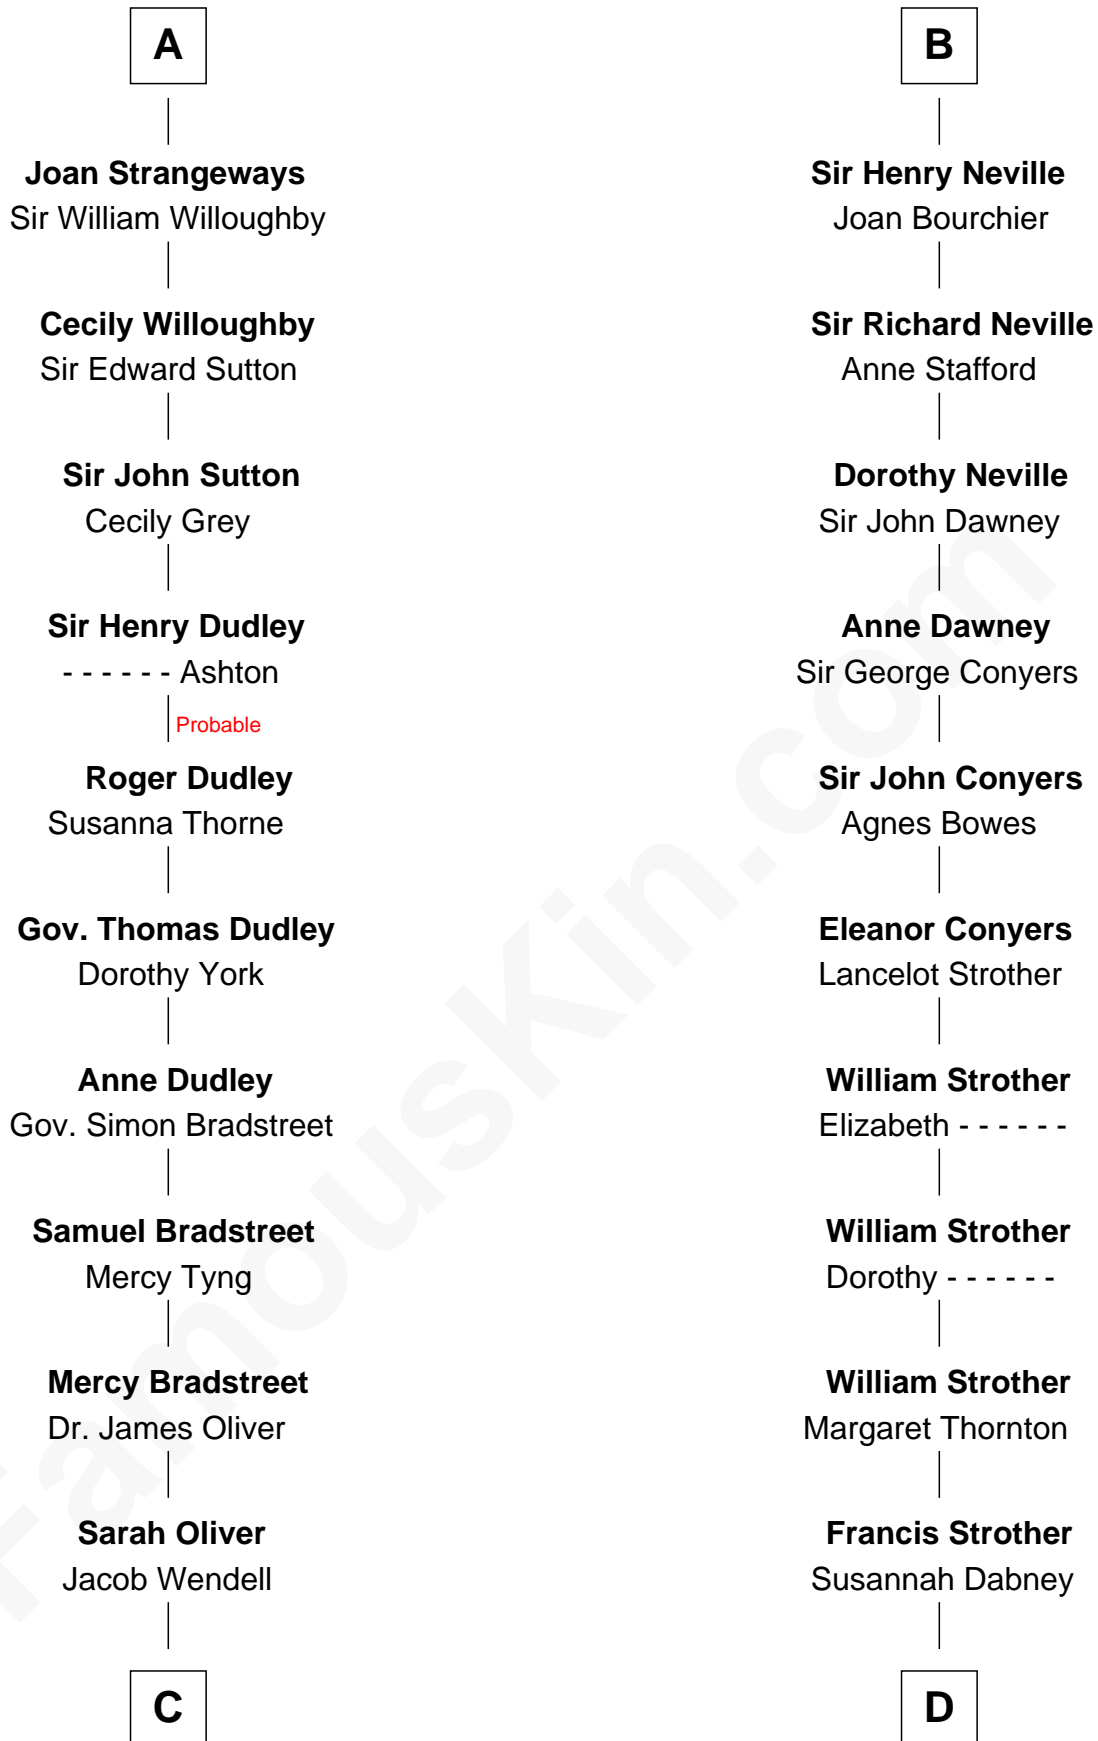 A
Joan Strangeways
Sir William Willoughby
Cecily Willoughby
Sir Edward Sutton
Sir John Sutton
Cecily Grey
Sir Henry Dudley
- - - - - - Ashton
Probable
Roger Dudley
Susanna Thorne
Gov. Thomas Dudley
Dorothy York
Anne Dudley
Gov. Simon Bradstreet
Samuel Bradstreet
Mercy Tyng
Mercy Bradstreet
Dr. James Oliver
Sarah Oliver
Jacob Wendell
C
B
Sir Henry Neville
Joan Bourchier
Sir Richard Neville
Anne Stafford
Dorothy Neville
Sir John Dawney
Anne Dawney
Sir George Conyers
Sir John Conyers
Agnes Bowes
Eleanor Conyers
Lancelot Strother
William Strother
Elizabeth - - - - - -
William Strother
Dorothy - - - - - -
William Strother
Margaret Thornton
Francis Strother
Susannah Dabney
D
FamousKin.com